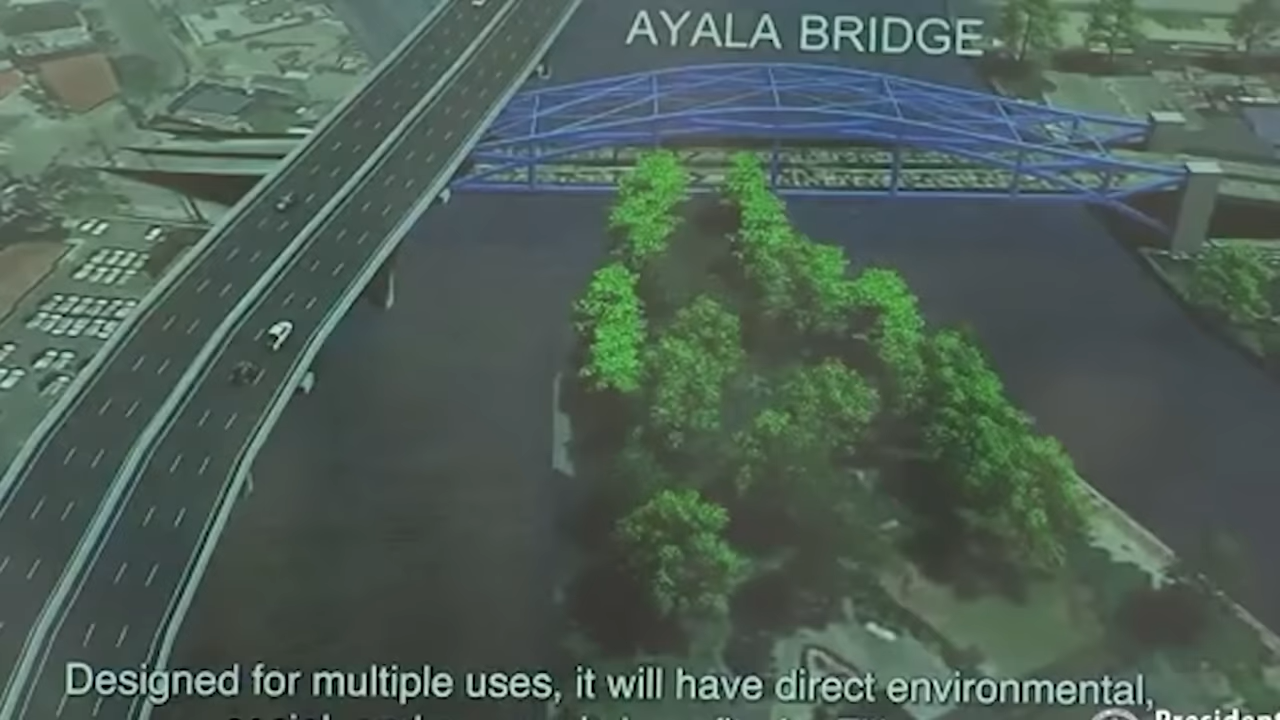 AYALA BRIDGE
Designed for multiple uses, it will have direct environmental,